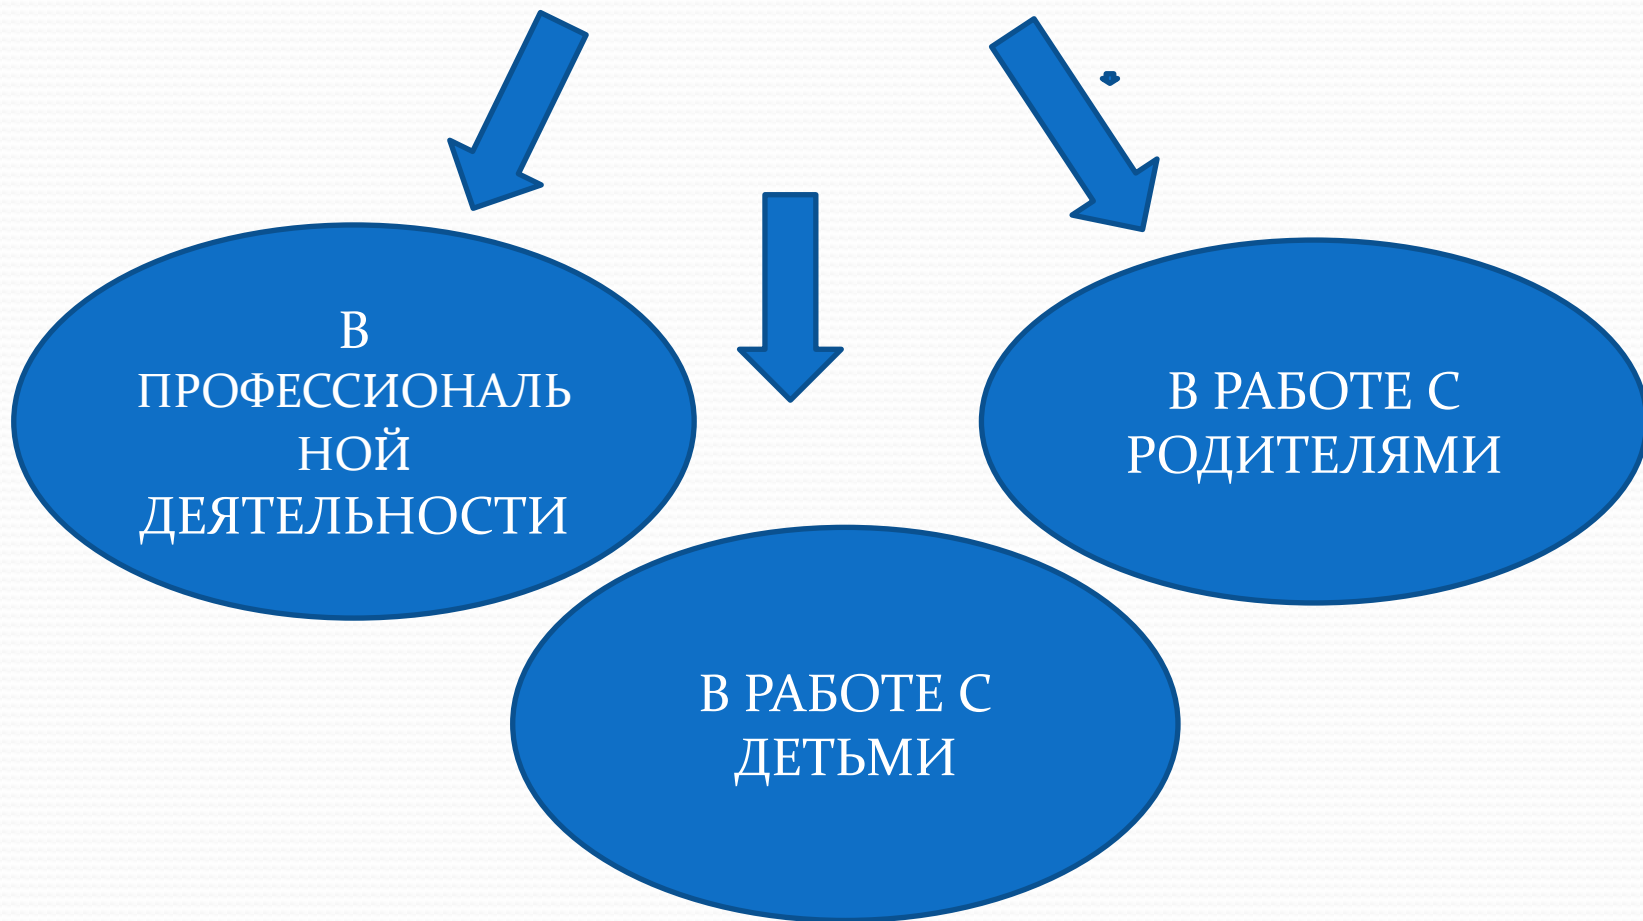 В
ПРОФЕССИОНАЛЬ
НОЙ
ДЕЯТЕЛЬНОСТИ
В РАБОТЕ С
РОДИТЕЛЯМИ
В РАБОТЕ С
ДЕТЬМИ